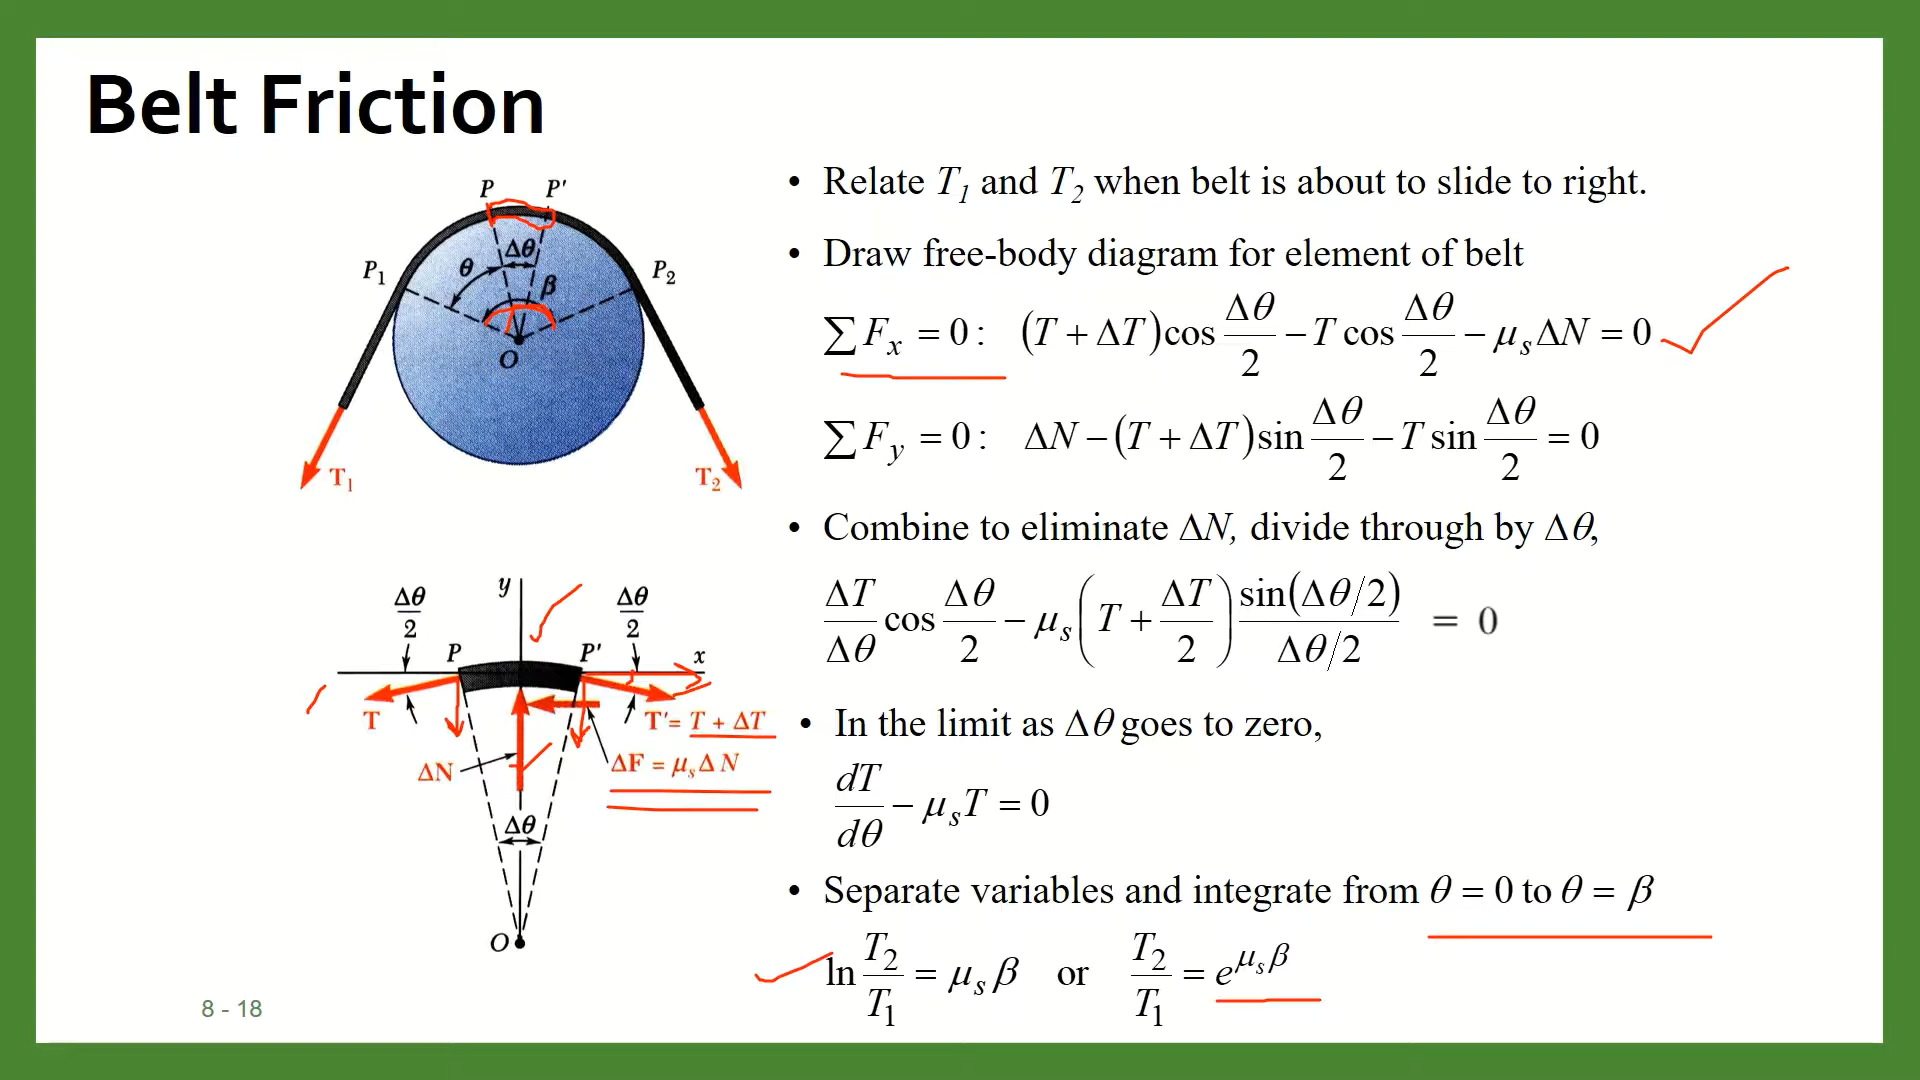 Belt Friction
P P'
Δθ
θ
β
P₁ P₂
O
T₁ T₂
y
Δθ/2 Δθ/2
P P' x
T T' = T + ΔT
ΔN ΔF = μₛ Δ N
Δθ
O
8 - 18
• Relate T₁ and T₂ when belt is about to slide to right.
• Draw free-body diagram for element of belt
∑ Fₓ = 0 : (T + ΔT)cos Δθ/2 − T cos Δθ/2 − μₛΔN = 0
∑ F_y = 0 : ΔN − (T + ΔT)sin Δθ/2 − T sin Δθ/2 = 0
• Combine to eliminate ΔN, divide through by Δθ,
ΔT/Δθ cos Δθ/2 − μₛ(T + ΔT/2) sin(Δθ/2)/(Δθ/2) = 0
• In the limit as Δθ goes to zero,
dT/dθ − μₛT = 0
• Separate variables and integrate from θ = 0 to θ = β
ln T₂/T₁ = μₛβ or T₂/T₁ = e^{μₛβ}